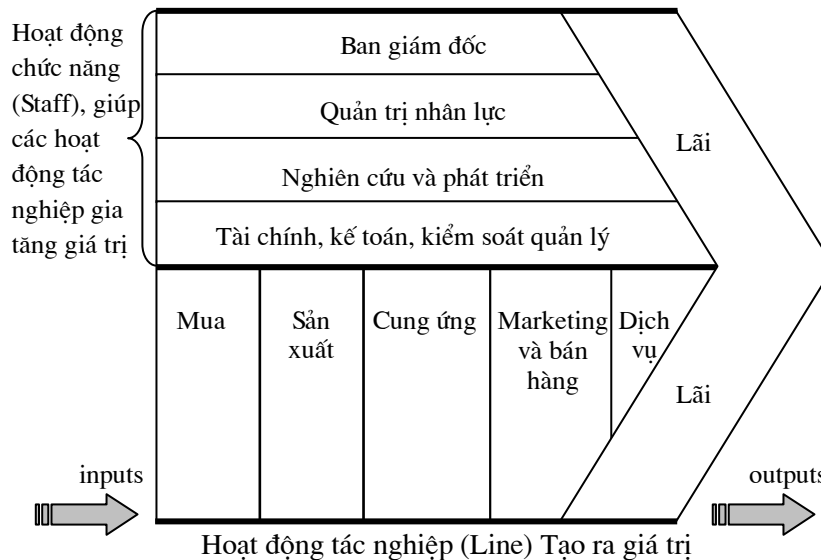 Hoạt động
chức năng
(Staff), giúp
các hoạt
động tác
nghiệp gia
tăng giá trị
Ban giám đốc
Quản trị nhân lực
Nghiên cứu và phát triển
Tài chính, kế toán, kiểm soát quản lý
Lãi
Mua
Sản
xuất
Cung ứng
Marketing
và bán
hàng
Dịch
vụ
Lãi
inputs
outputs
Hoạt động tác nghiệp (Line) Tạo ra giá trị